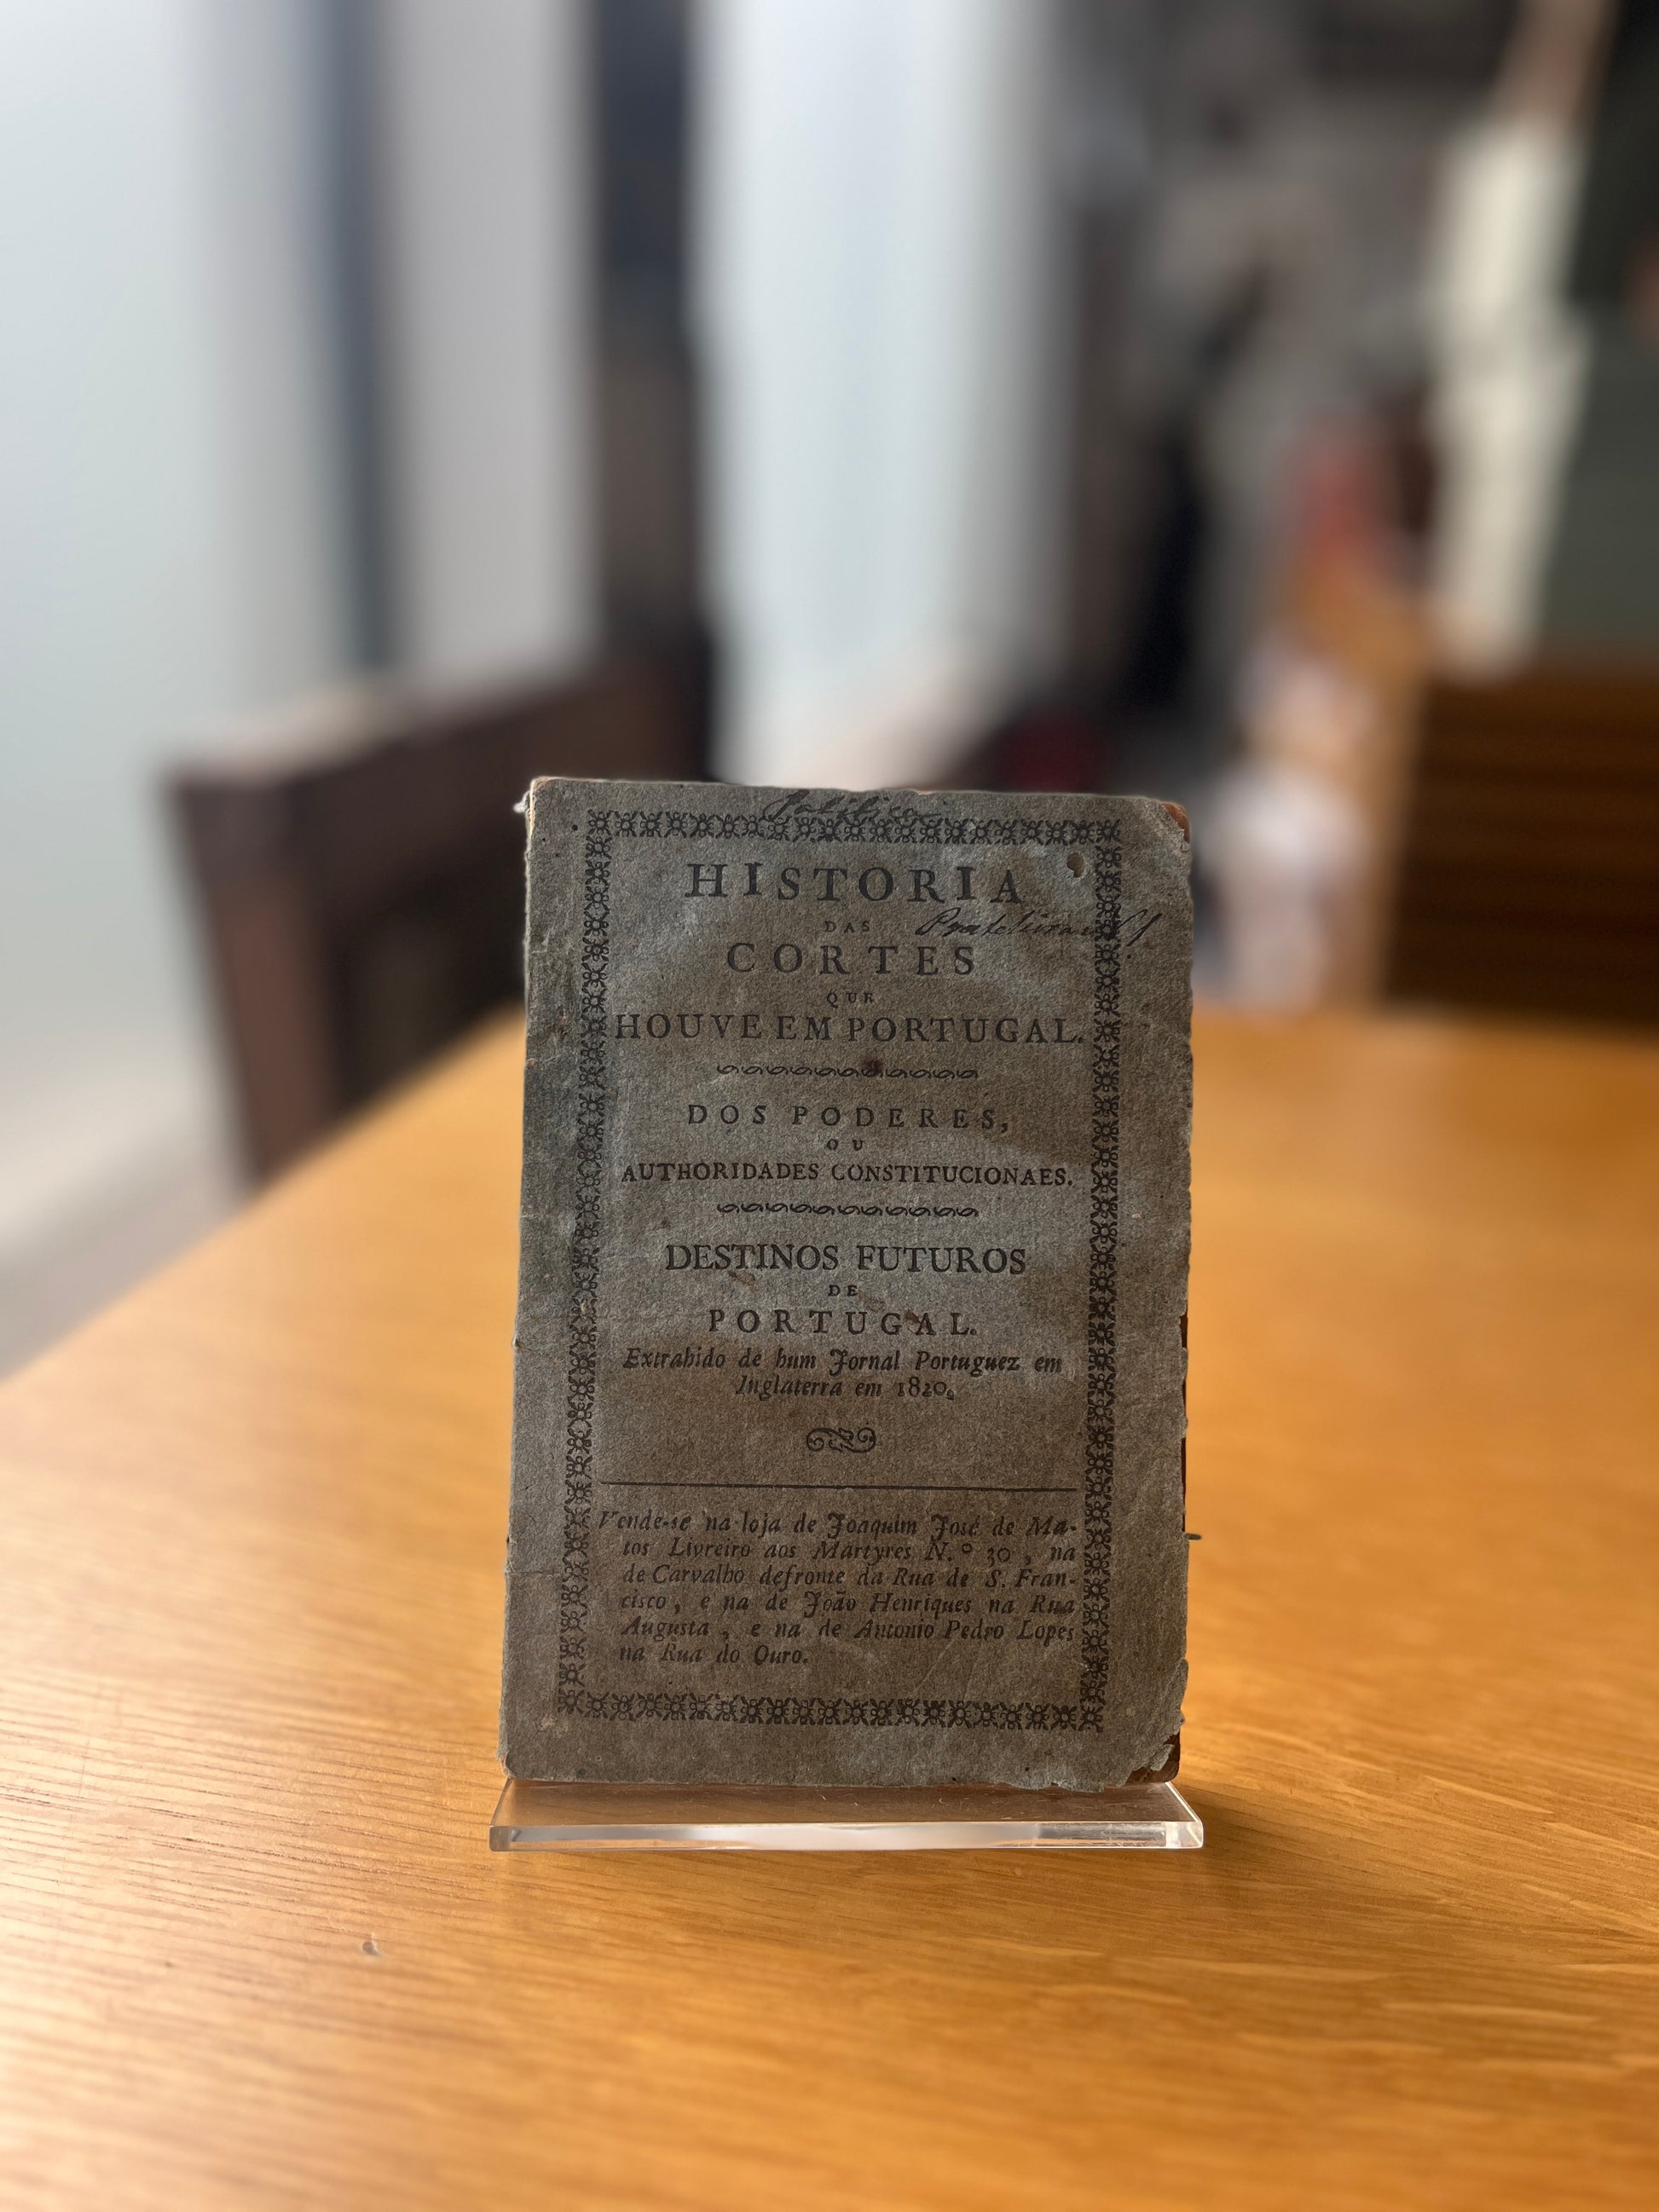 Politica
HISTORIA
DAS
CORTES
QUE
HOUVE EM PORTUGAL.
DOS PODERES,
OU
AUTHORIDADES CONSTITUCIONAES.
DESTINOS FUTUROS
DE
PORTUGAL.
Extrahido de hum Jornal Portuguez em
Inglaterra em 1820.
Vende-se na loja de Joaquim José de Ma-
tos Livreiro aos Martyres N.º 30, na
de Carvalho defronte da Rua de S. Fran-
cisco, e na de João Henriques na Rua
Augusta, e na de Antonio Pedro Lopes
na Rua do Ouro.